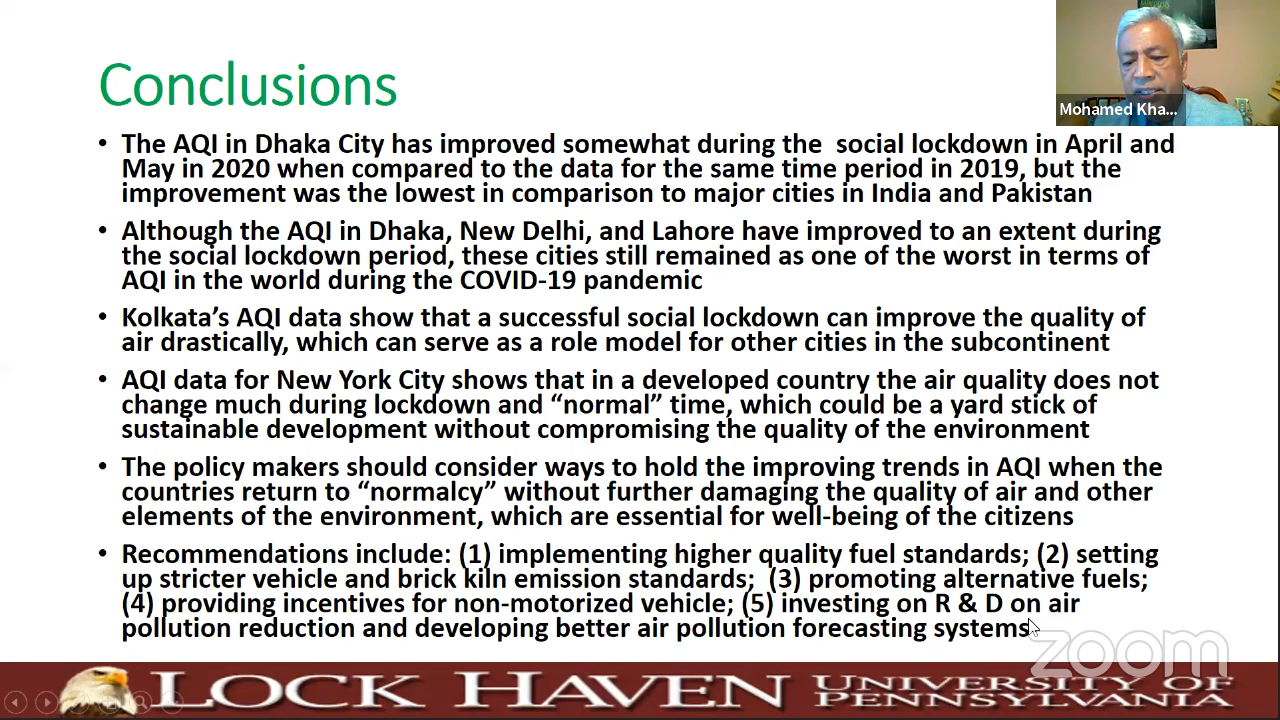 Conclusions
Mohamed Kha...
• The AQI in Dhaka City has improved somewhat during the  social lockdown in April and
May in 2020 when compared to the data for the same time period in 2019, but the
improvement was the lowest in comparison to major cities in India and Pakistan
• Although the AQI in Dhaka, New Delhi, and Lahore have improved to an extent during
the social lockdown period, these cities still remained as one of the worst in terms of
AQI in the world during the COVID-19 pandemic
• Kolkata’s AQI data show that a successful social lockdown can improve the quality of
air drastically, which can serve as a role model for other cities in the subcontinent
• AQI data for New York City shows that in a developed country the air quality does not
change much during lockdown and “normal” time, which could be a yard stick of
sustainable development without compromising the quality of the environment
• The policy makers should consider ways to hold the improving trends in AQI when the
countries return to “normalcy” without further damaging the quality of air and other
elements of the environment, which are essential for well-being of the citizens
• Recommendations include: (1) implementing higher quality fuel standards; (2) setting
up stricter vehicle and brick kiln emission standards;  (3) promoting alternative fuels;
(4) providing incentives for non-motorized vehicle; (5) investing on R & D on air
pollution reduction and developing better air pollution forecasting systems
zoom
LOCK HAVEN UNIVERSITY OF
PENNSYLVANIA